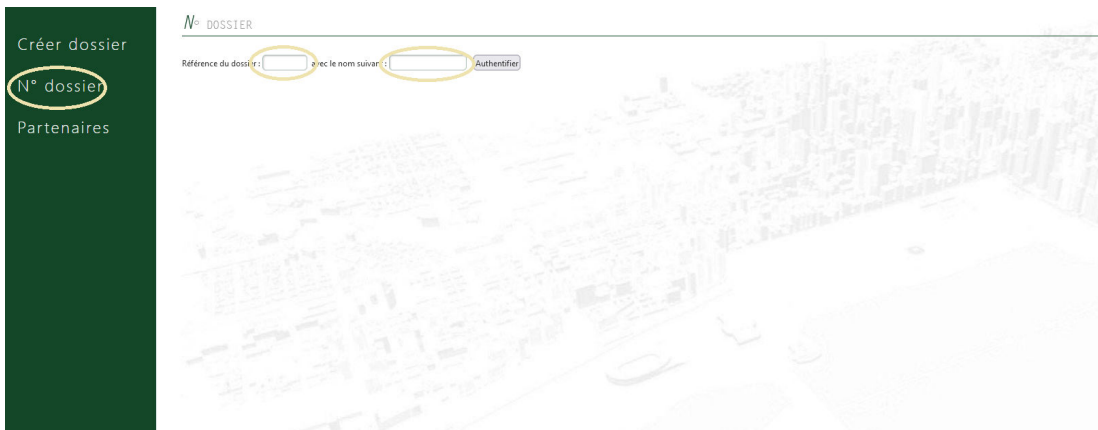 Créer dossier
N° dossier
Partenaires
N° DOSSIER
Référence du dossier : avec le nom suivant : Authentifier